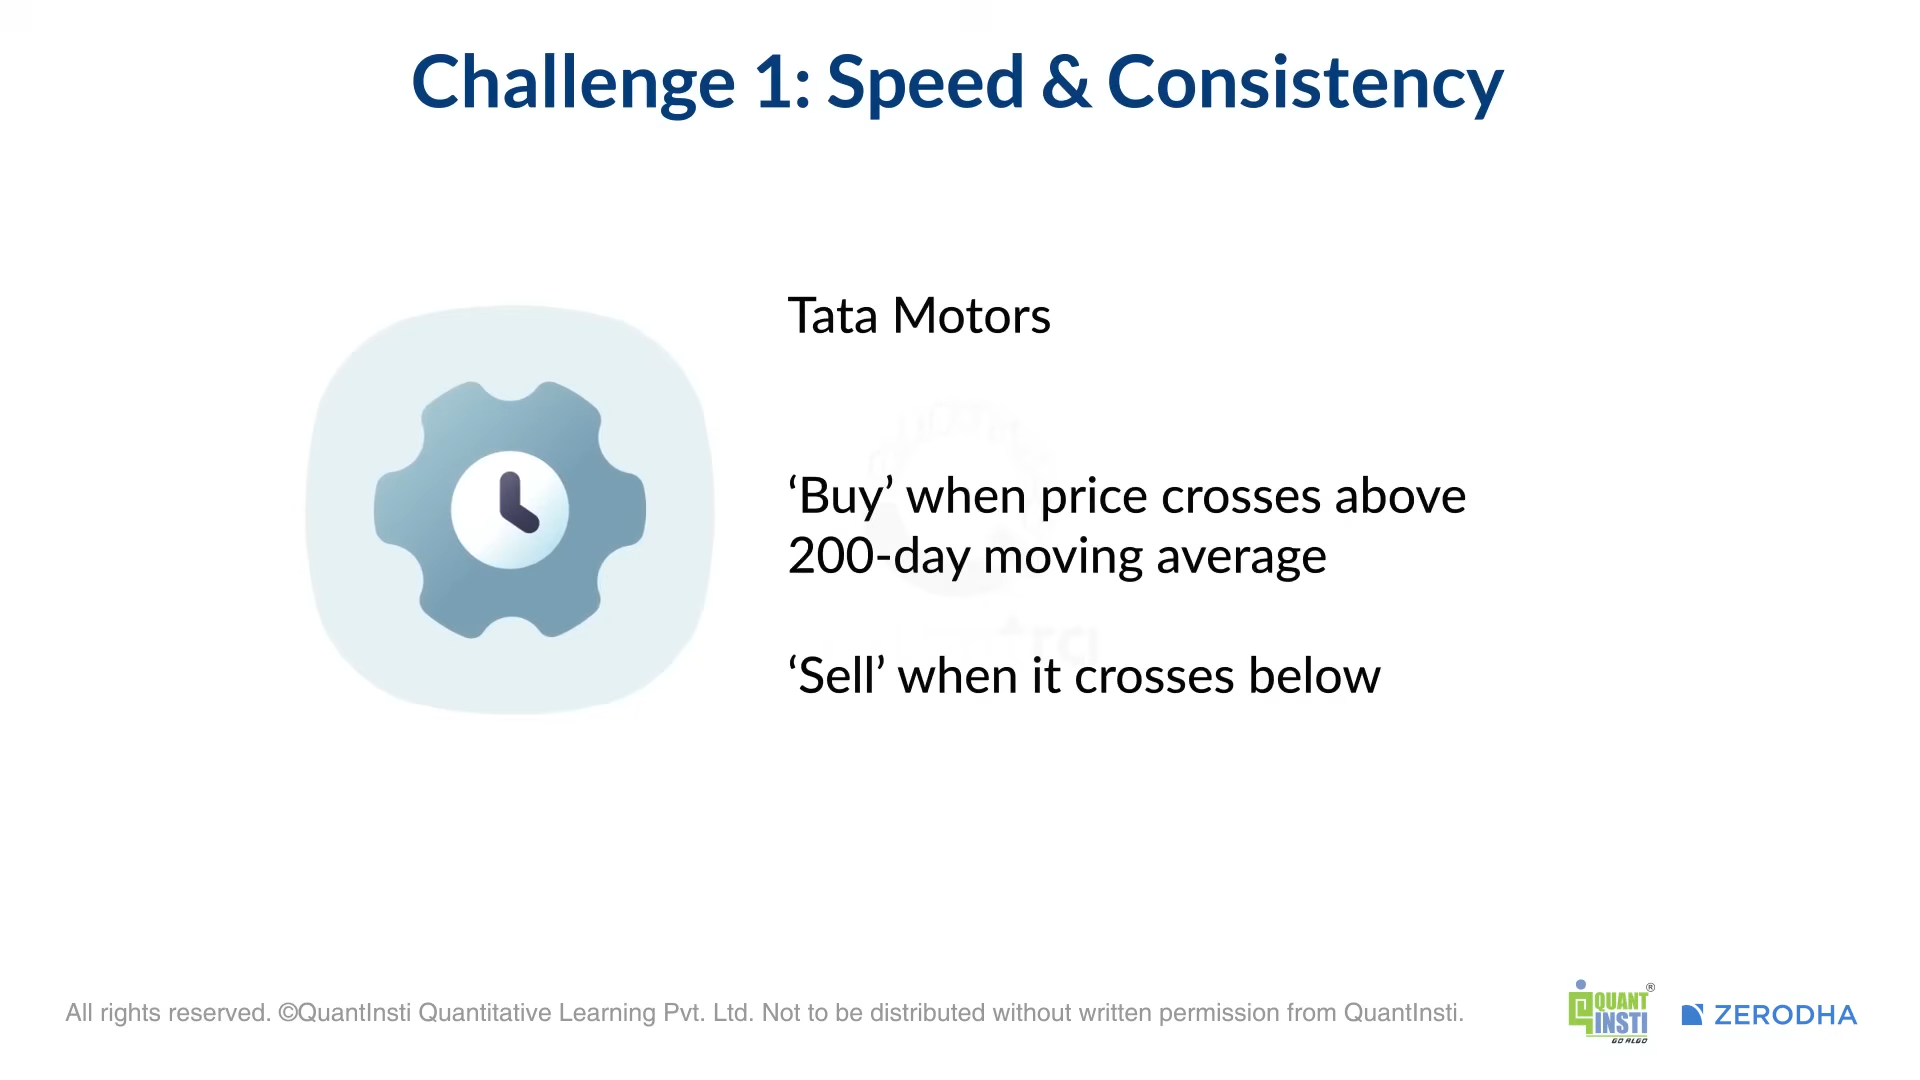 Challenge 1: Speed & Consistency
Tata Motors
‘Buy’ when price crosses above
200-day moving average
‘Sell’ when it crosses below
All rights reserved. ©QuantInsti Quantitative Learning Pvt. Ltd. Not to be distributed without written permission from QuantInsti.
QUANT
INSTI
GO ALGO
®
ZERODHA